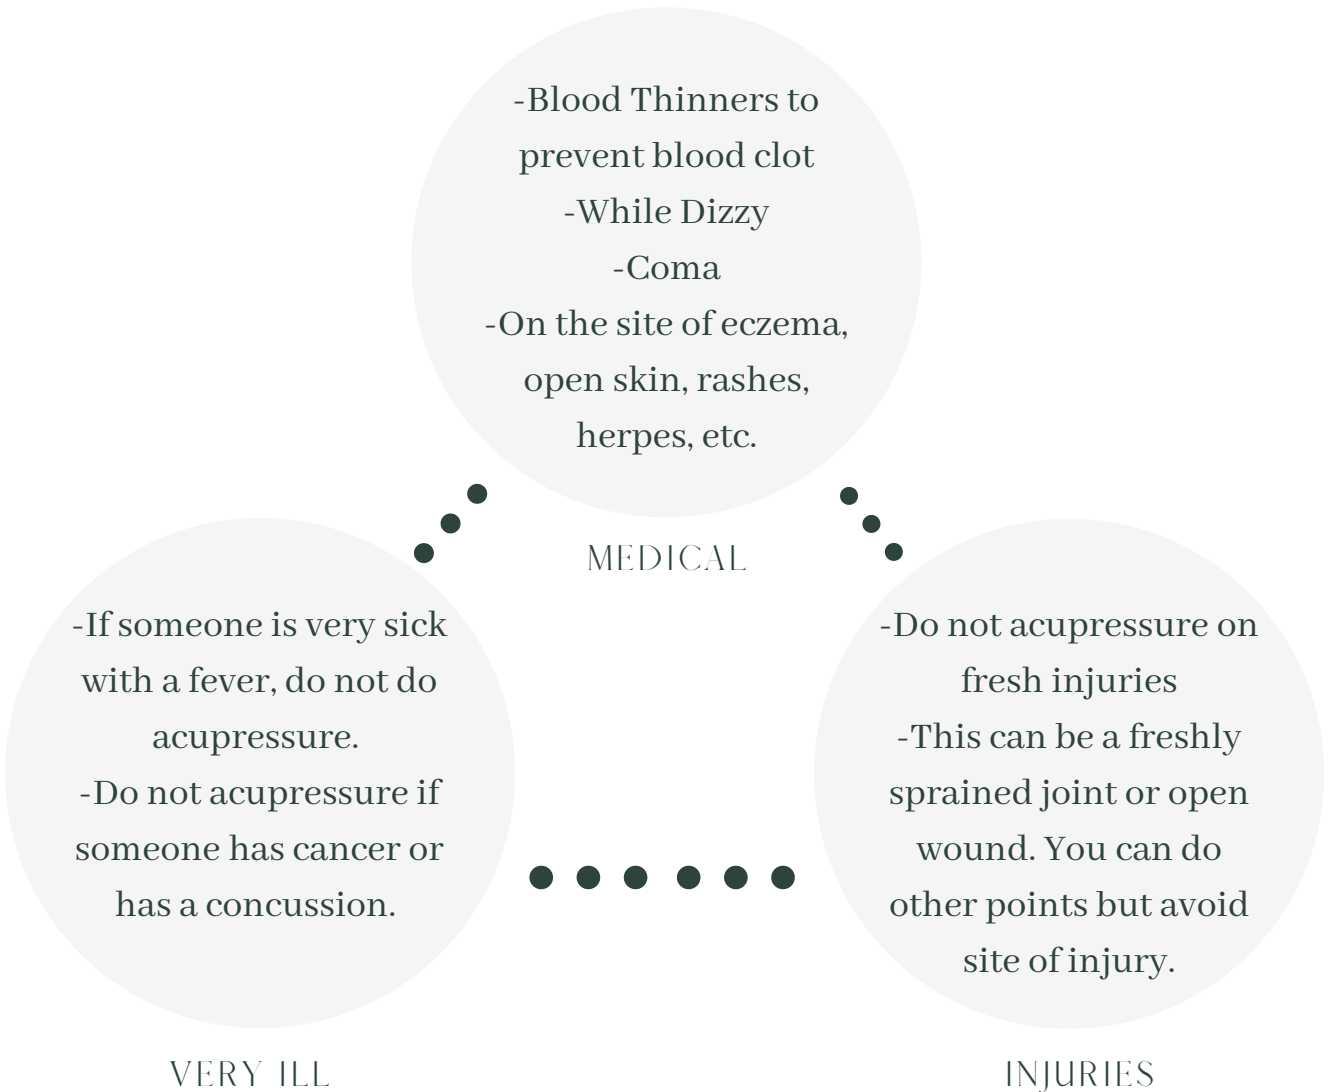 -Blood Thinners to
prevent blood clot
-While Dizzy
-Coma
-On the site of eczema,
open skin, rashes,
herpes, etc.
MEDICAL
-If someone is very sick
with a fever, do not do
acupressure.
-Do not acupressure if
someone has cancer or
has a concussion.
VERY ILL
-Do not acupressure on
fresh injuries
-This can be a freshly
sprained joint or open
wound. You can do
other points but avoid
site of injury.
INJURIES